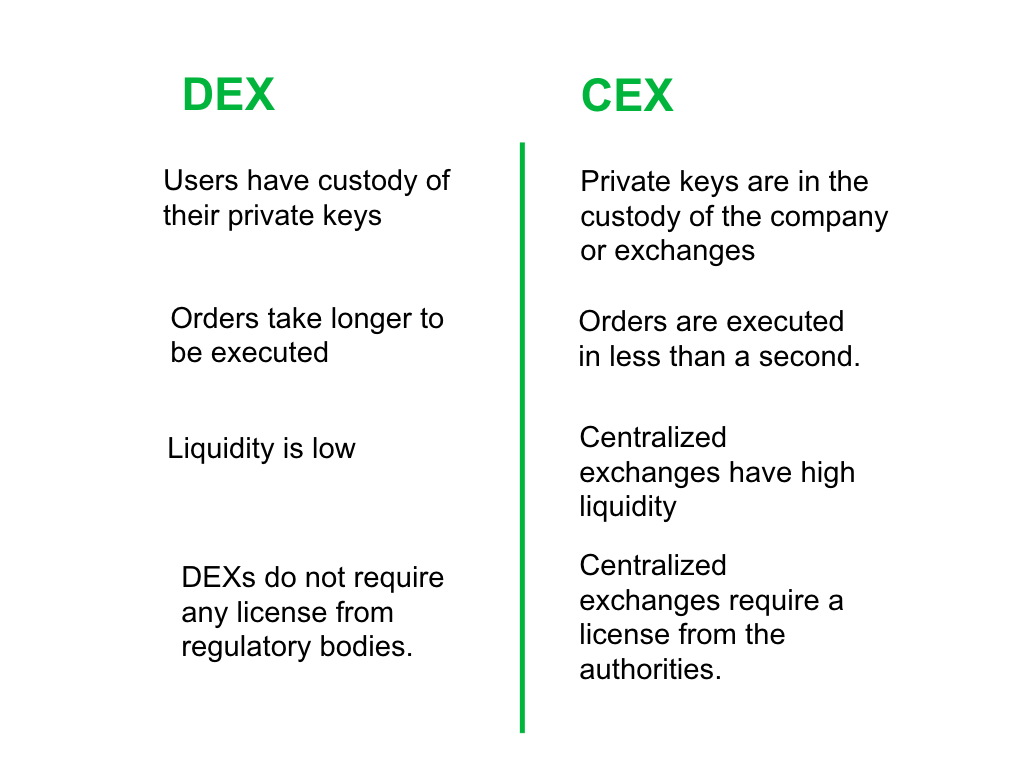 DEX
Users have custody of
their private keys
Orders take longer to
be executed
Liquidity is low
DEXs do not require
any license from
regulatory bodies.
CEX
Private keys are in the
custody of the company
or exchanges
Orders are executed
in less than a second.
Centralized
exchanges have high
liquidity
Centralized
exchanges require a
license from the
authorities.